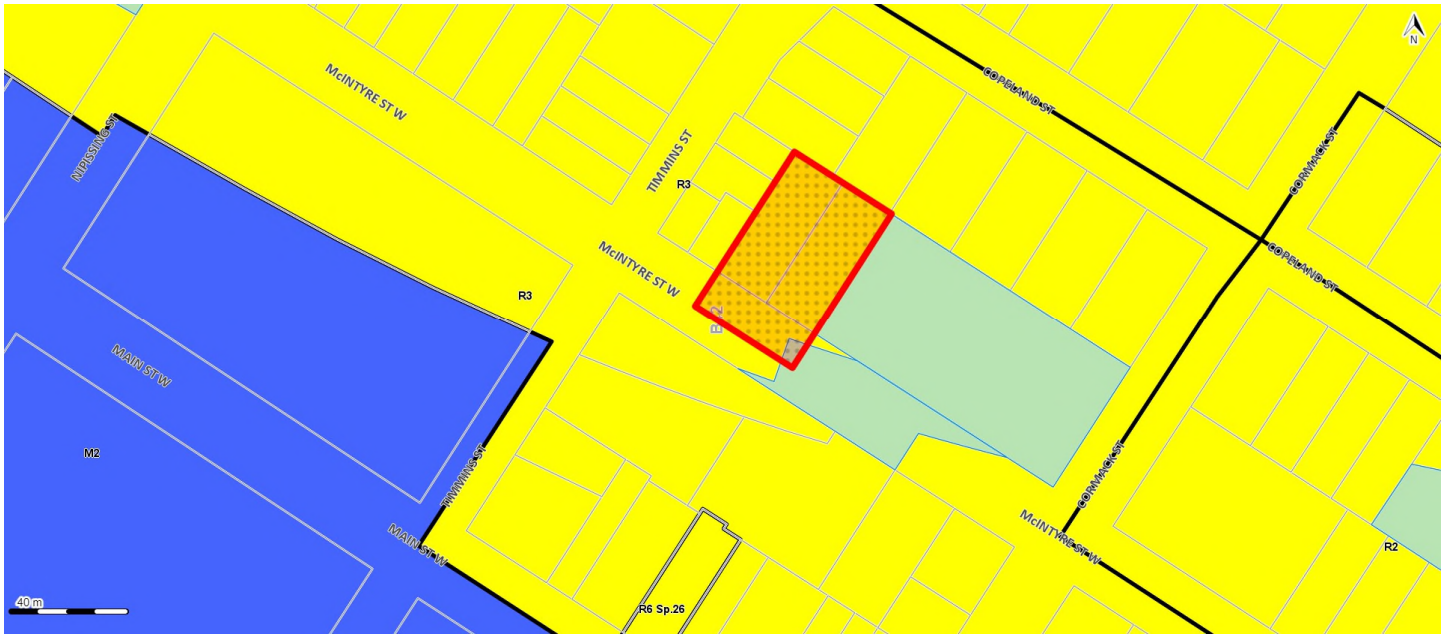 N
McINTYRE ST W
COPELAND ST
NIPISSING ST
TIMMINS ST
CORMACK ST
R3
McINTYRE ST W
COPELAND ST
R3
MAIN ST W
M2
TIMMINS ST
CORMACK ST
MAIN ST W
McINTYRE ST W
R2
40 m
R6 Sp.26